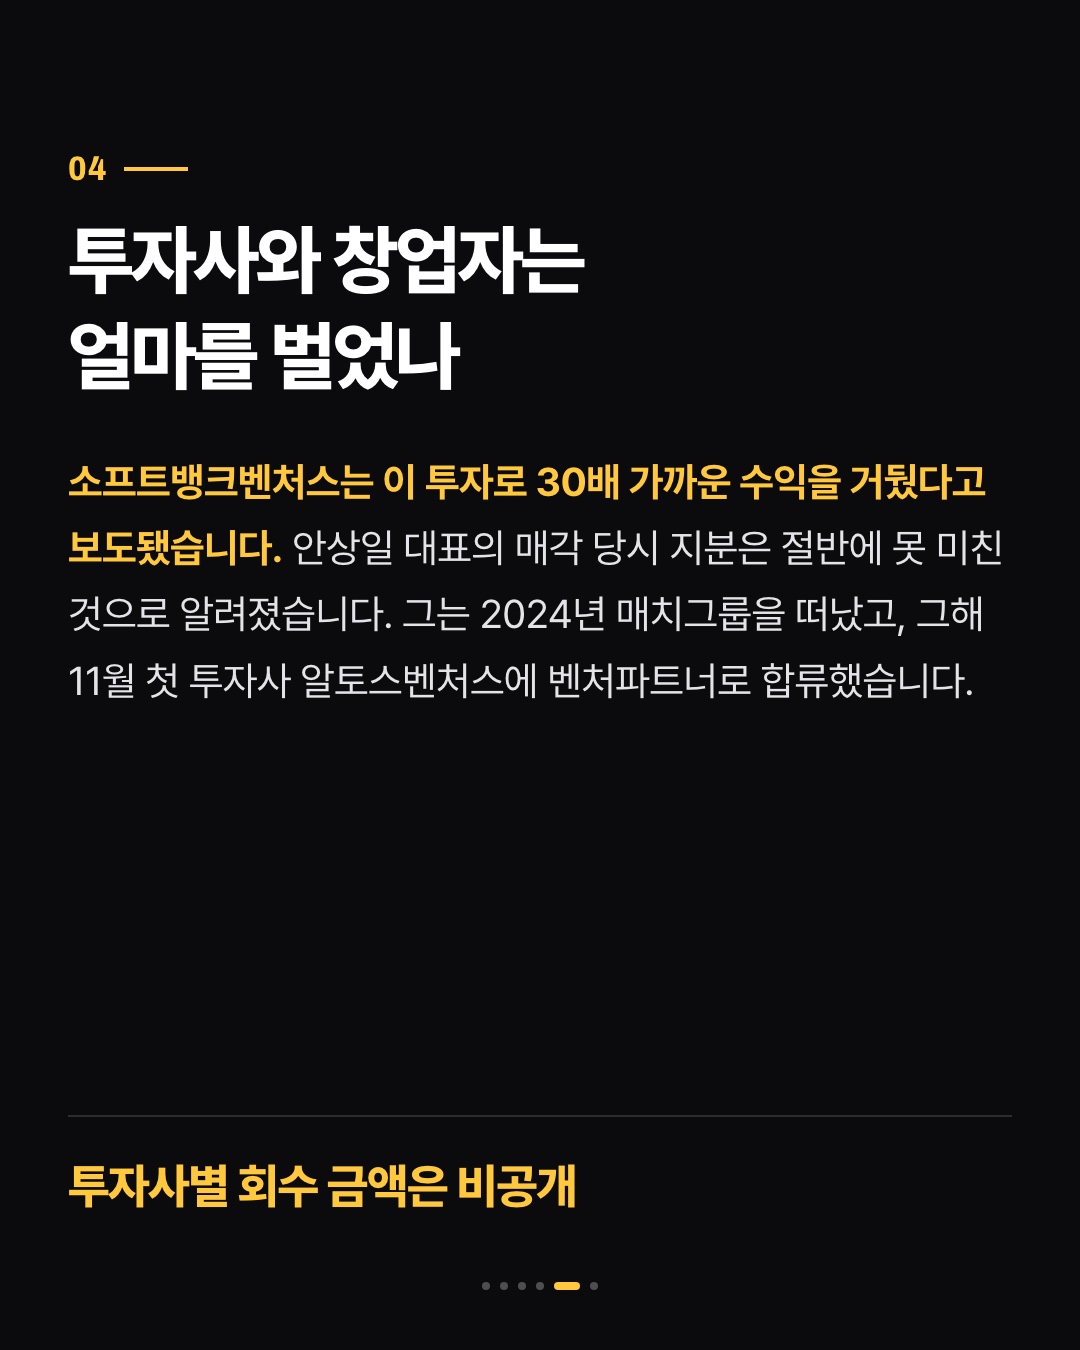 04
투자사와 창업자는
얼마를 벌었나
소프트뱅크벤처스는 이 투자로 30배 가까운 수익을 거뒀다고
보도됐습니다. 안상일 대표의 매각 당시 지분은 절반에 못 미친
것으로 알려졌습니다. 그는 2024년 매치그룹을 떠났고, 그해
11월 첫 투자사 알토스벤처스에 벤처파트너로 합류했습니다.
투자사별 회수 금액은 비공개